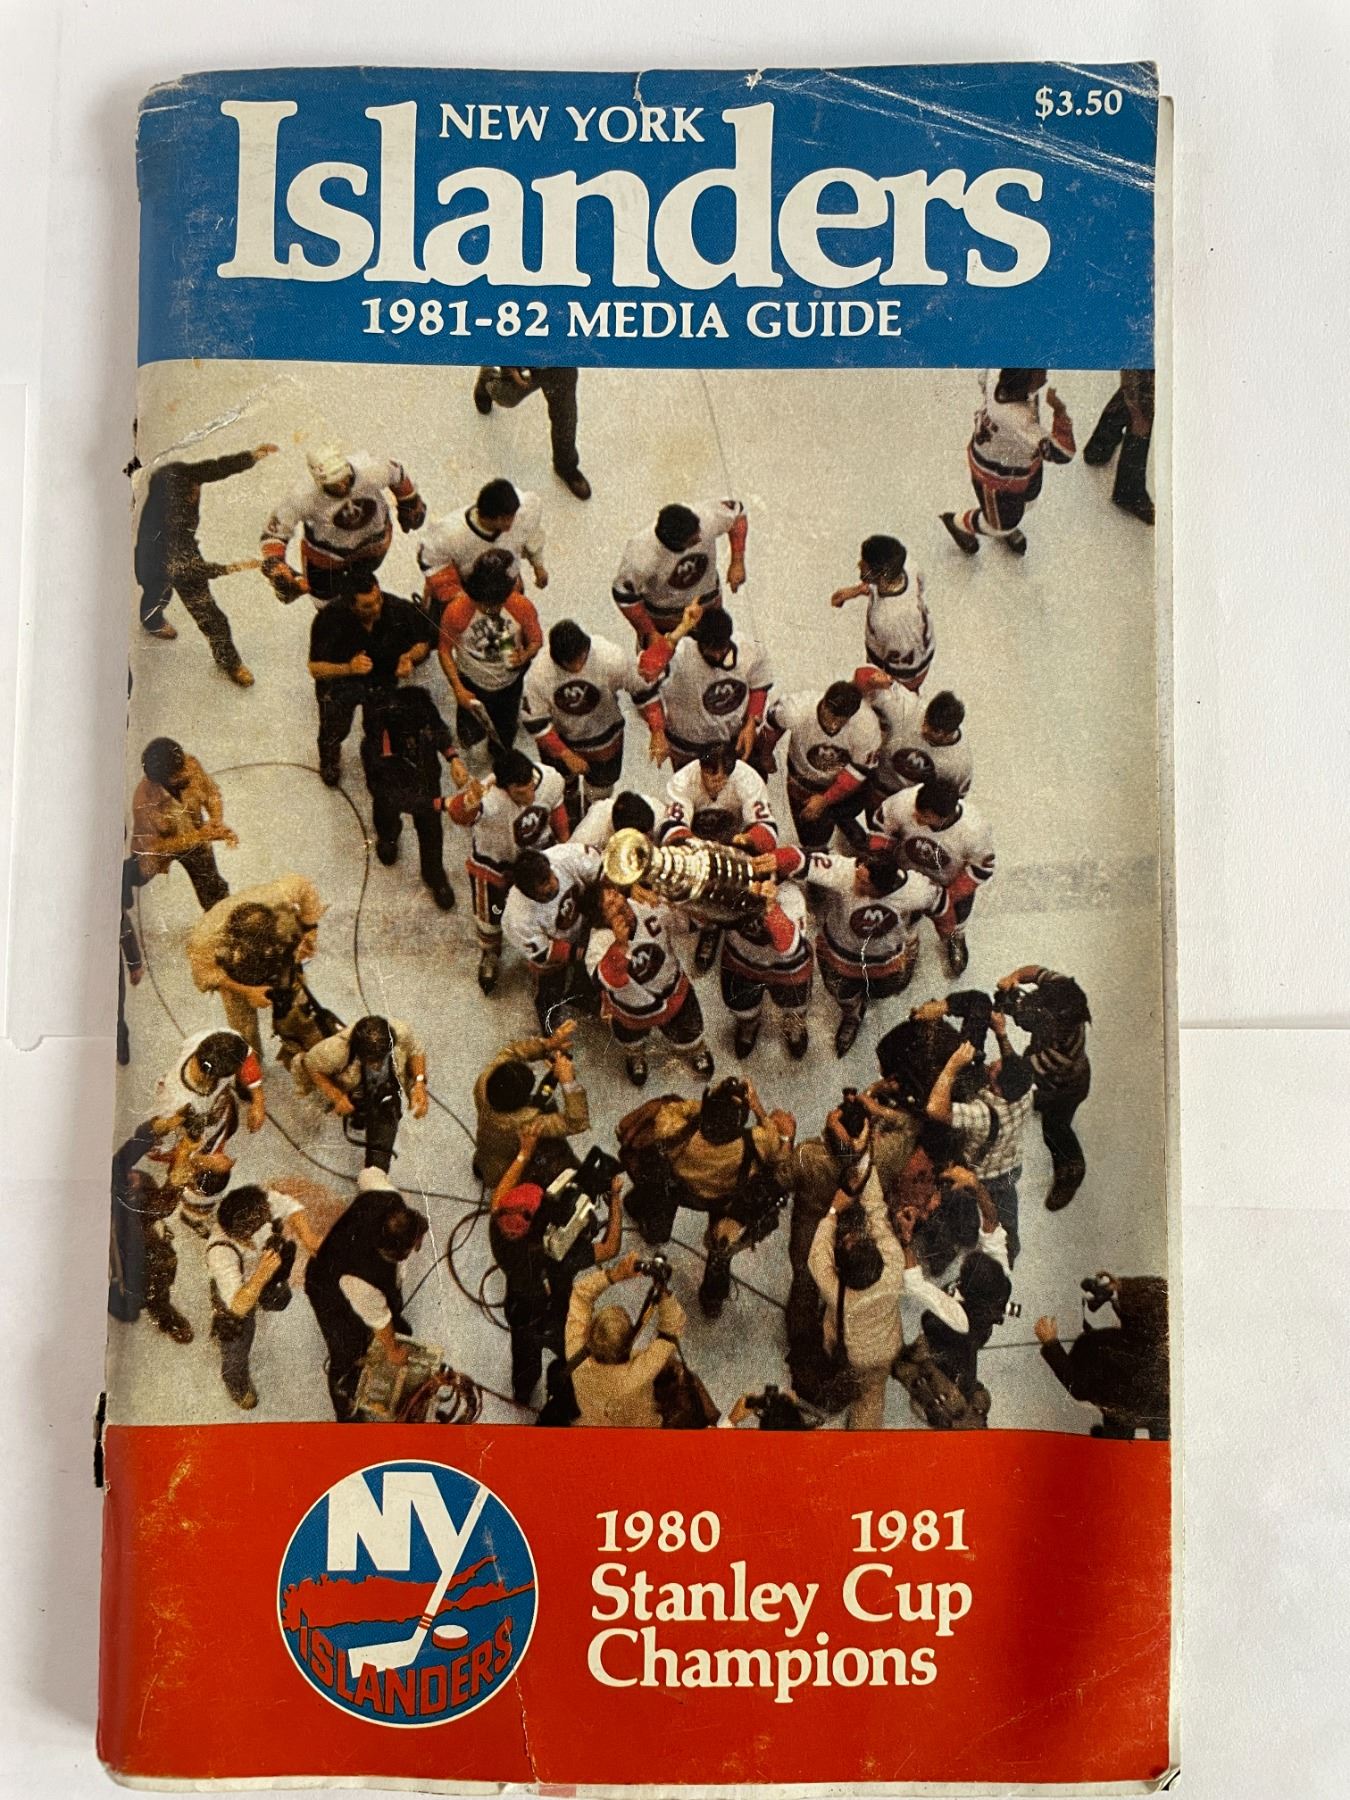 $3.50
NEW YORK
Islanders
1981-82 MEDIA GUIDE
NY
ISLANDERS
1980 1981
Stanley Cup
Champions